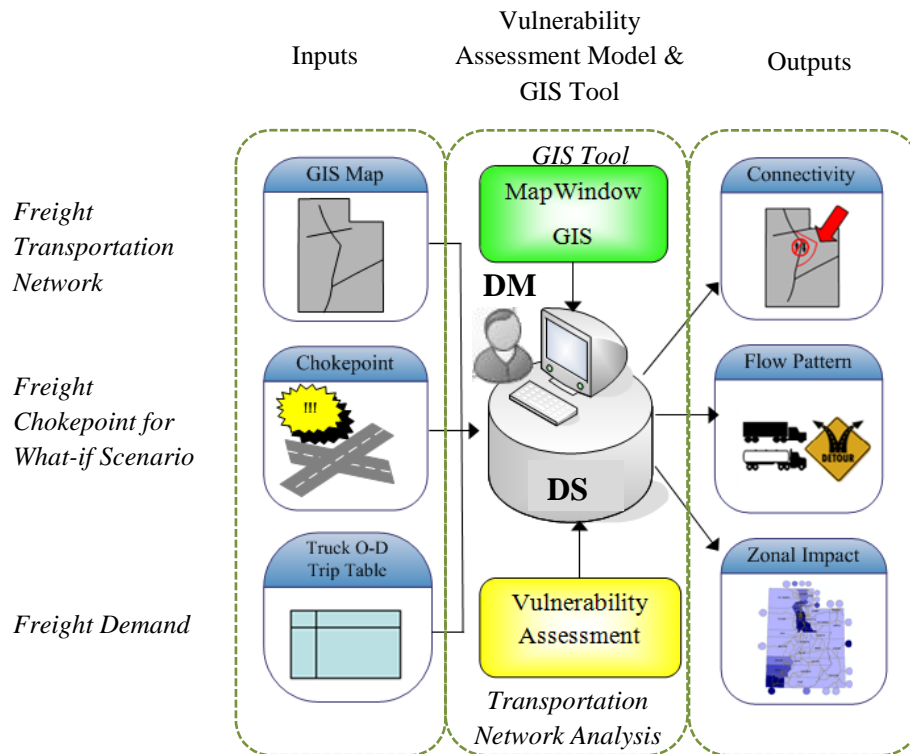 Inputs
Vulnerability
Assessment Model &
GIS Tool
Outputs
Freight
Transportation
Network
GIS Map
GIS Tool
MapWindow
GIS
Connectivity
DM
Freight
Chokepoint for
What-if Scenario
Chokepoint
!!!
DS
Flow Pattern
DETOUR
Freight Demand
Truck O-D
Trip Table
Vulnerability
Assessment
Transportation
Network Analysis
Zonal Impact